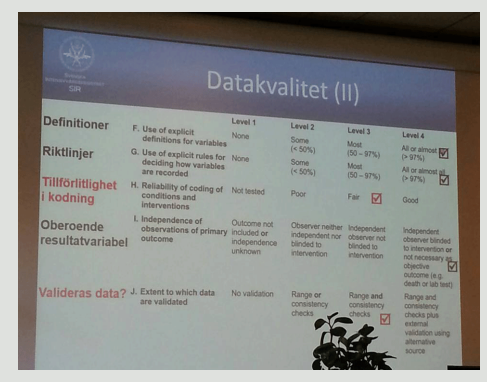 Svenska
SIR
Datakvalitet (II)
Level 1
Level 2
Level 3
Level 4
Definitioner
F. Use of explicit
definitions for variables
None
Some
(< 50%)
Most
(50 – 97%)
All or almost
(> 97%)
Riktlinjer
G. Use of explicit rules for
deciding how variables
are recorded
None
Some
(< 50%)
Most
(50 – 97%)
All or almost all
(> 97%)
Tillförlitlighet
i kodning
H. Reliability of coding of
conditions and
interventions
Not tested
Poor
Fair
Good
Oberoende
resultatvariabel
I. Independence of
observations of primary
outcome
Outcome not
included or
independence
unknown
Observer neither
independent nor
blinded to
intervention
Independent
observer not
blinded to
intervention
Independent
observer blinded
to intervention or
not necessary as
objective
outcome (e.g.
death or lab test)
Valideras data?
J. Extent to which data
are validated
No validation
Range or
consistency
checks
Range and
consistency
checks
Range and
consistency
checks plus
external
validation using
alternative
source